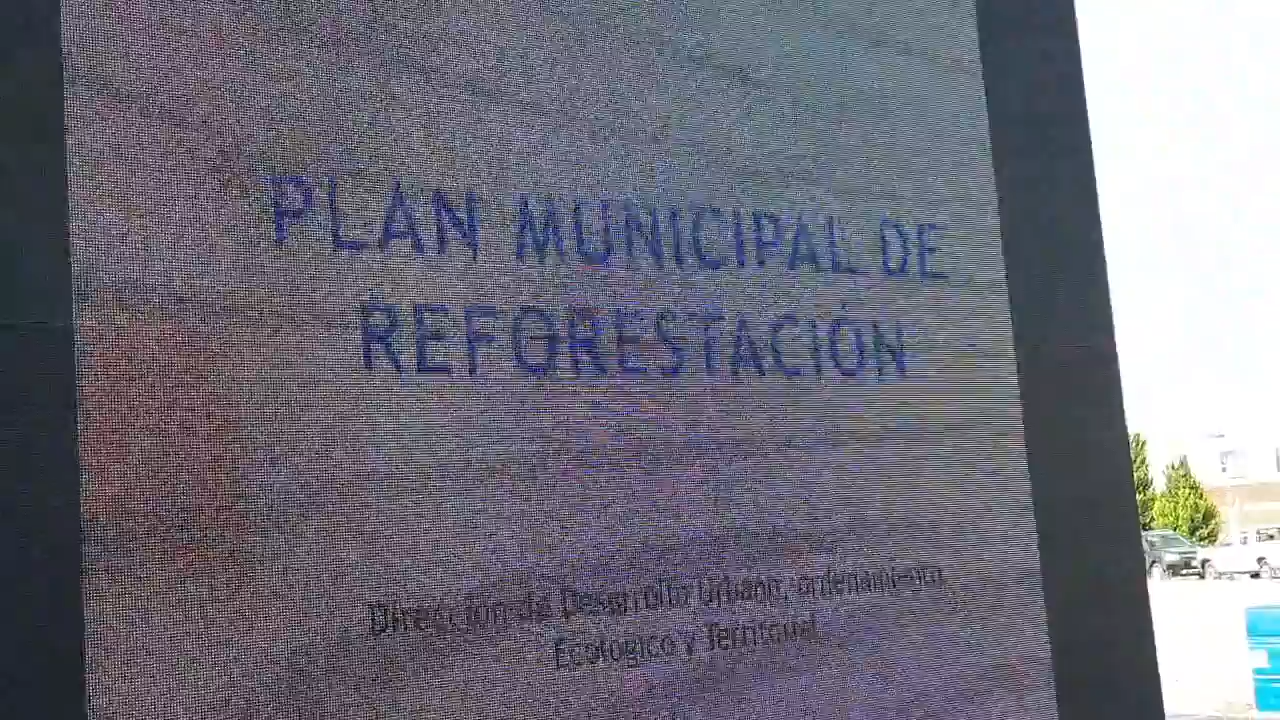 PLAN MUNICIPAL DE
REFORESTACIÓN
Dirección de Desarrollo Urbano, ordenamiento
Ecológico y Territorial